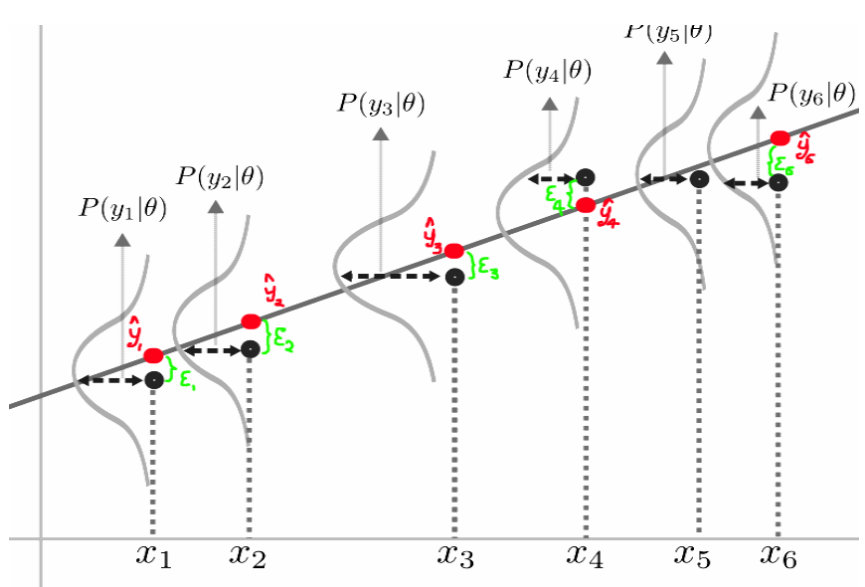 P(y₅|θ)
P(y₄|θ)
P(y₆|θ)
P(y₃|θ)
P(y₂|θ)
P(y₁|θ)
ŷ₁
ε₁
ŷ₂
ε₂
ŷ₃
ε₃
ε₄
ŷ₄
ε₆
ŷ₆
x₁ x₂ x₃ x₄ x₅ x₆